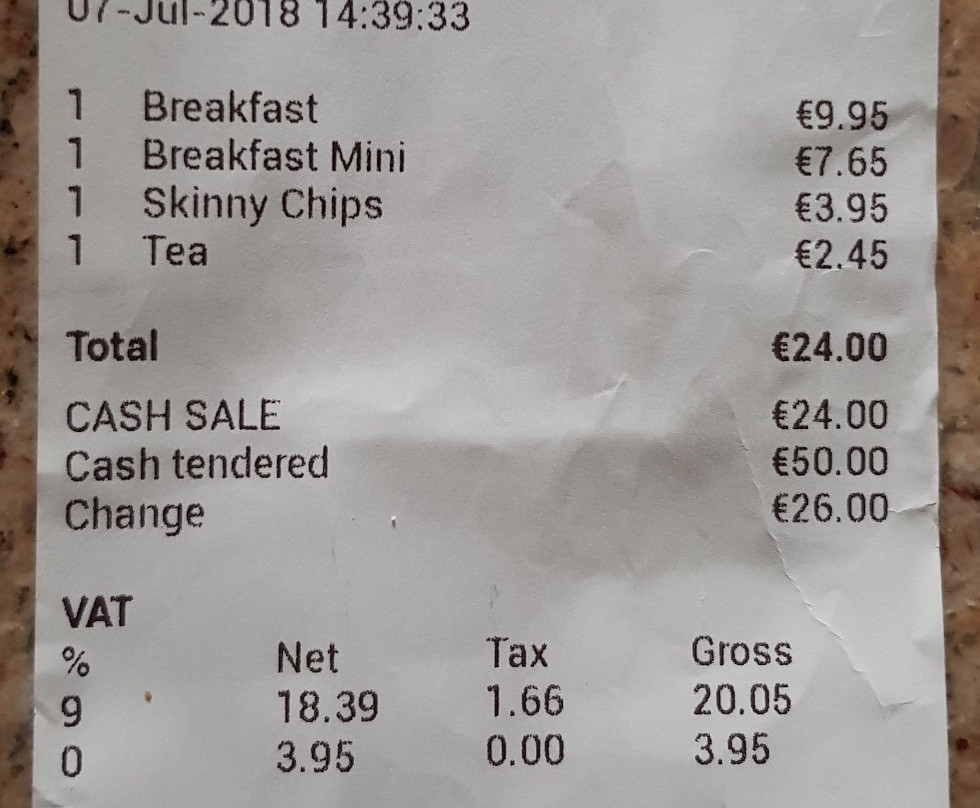 07-Jul-2018 14:39:33
1 Breakfast €9.95
1 Breakfast Mini €7.65
1 Skinny Chips €3.95
1 Tea €2.45
Total €24.00
CASH SALE €24.00
Cash tendered €50.00
Change €26.00
VAT
% Net Tax Gross
9 18.39 1.66 20.05
0 3.95 0.00 3.95